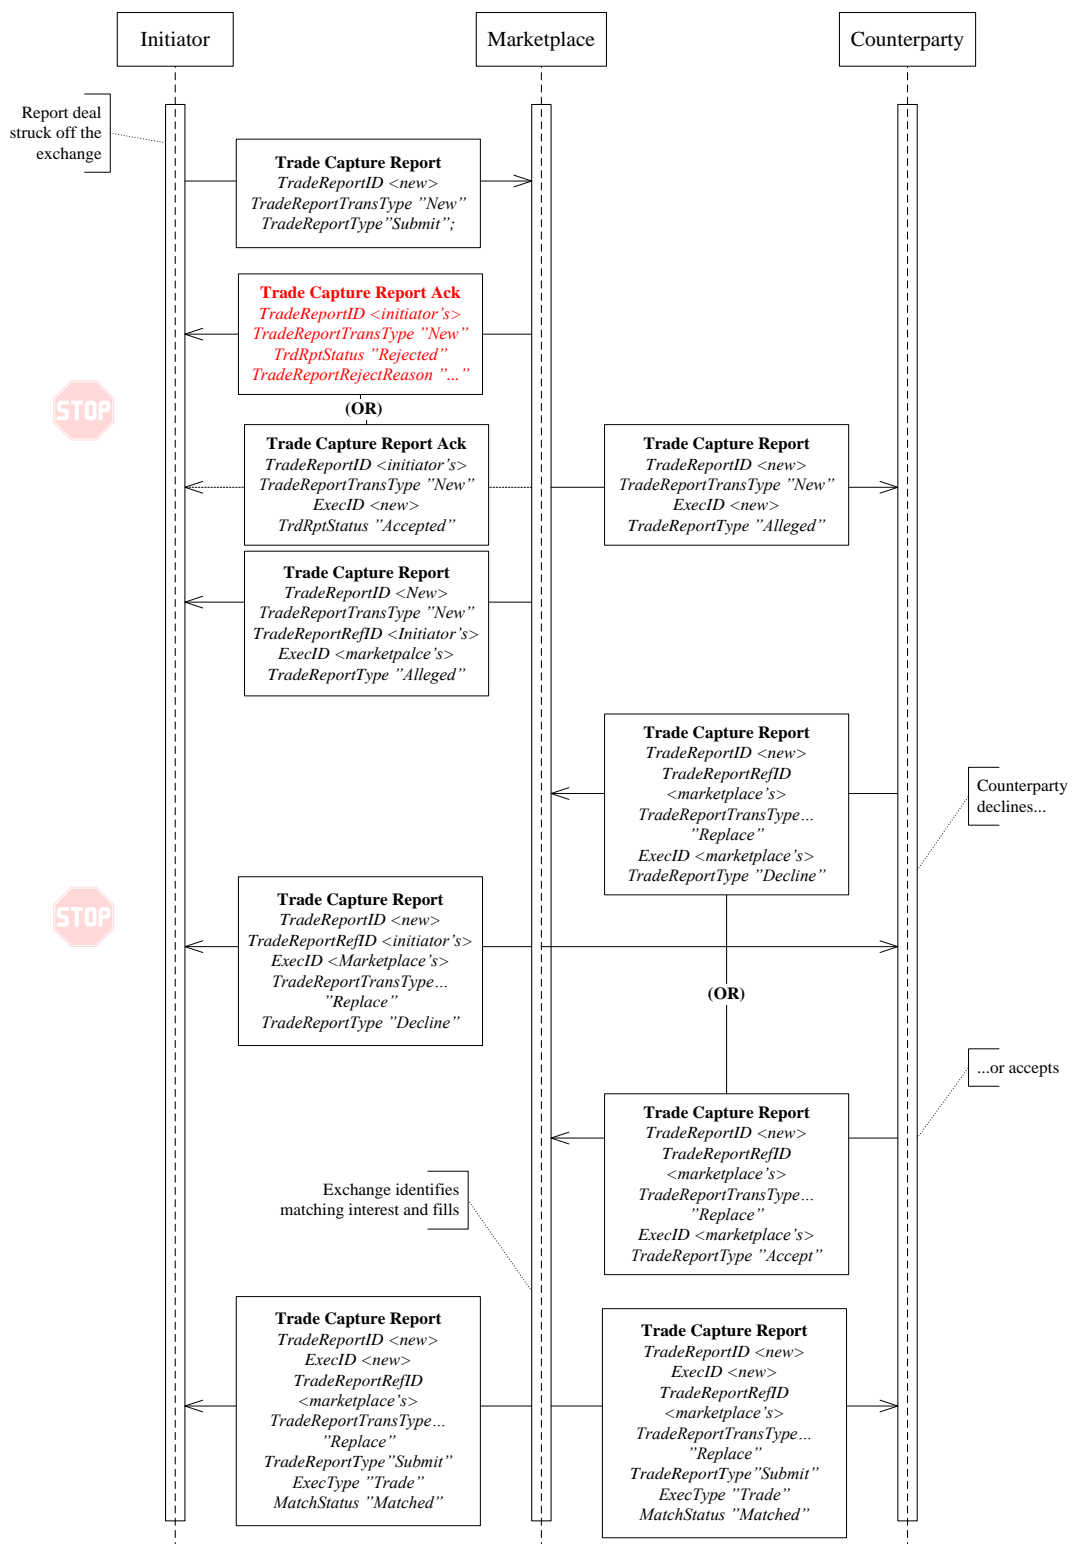 Initiator
Marketplace
Counterparty
Report deal
struck off the
exchange
Trade Capture Report
TradeReportID <new>
TradeReportTransType ”New”
TradeReportType”Submit”;
Trade Capture Report Ack
TradeReportID <initiator’s>
TradeReportTransType ”New”
TrdRptStatus ”Rejected”
TradeReportRejectReason ”...”
STOP
(OR)
Trade Capture Report Ack
TradeReportID <initiator’s>
TradeReportTransType ”New”
ExecID <new>
TrdRptStatus ”Accepted”
Trade Capture Report
TradeReportID <new>
TradeReportTransType ”New”
ExecID <new>
TradeReportType ”Alleged”
Trade Capture Report
TradeReportID <New>
TradeReportTransType ”New”
TradeReportRefID <Initiator’s>
ExecID <marketpalce’s>
TradeReportType ”Alleged”
Trade Capture Report
TradeReportID <new>
TradeReportRefID
<marketplace’s>
TradeReportTransType…
”Replace”
ExecID <marketplace’s>
TradeReportType ”Decline”
Counterparty
declines...
STOP
Trade Capture Report
TradeReportID <new>
TradeReportRefID <initiator’s>
ExecID <Marketplace’s>
TradeReportTransType…
”Replace”
TradeReportType ”Decline”
(OR)
...or accepts
Trade Capture Report
TradeReportID <new>
TradeReportRefID
<marketplace’s>
TradeReportTransType…
”Replace”
ExecID <marketplace’s>
TradeReportType ”Accept”
Exchange identifies
matching interest and fills
Trade Capture Report
TradeReportID <new>
ExecID <new>
TradeReportRefID
<marketplace’s>
TradeReportTransType…
”Replace”
TradeReportType”Submit”
ExecType ”Trade”
MatchStatus ”Matched”
Trade Capture Report
TradeReportID <new>
ExecID <new>
TradeReportRefID
<marketplace’s>
TradeReportTransType…
”Replace”
TradeReportType”Submit”
ExecType ”Trade”
MatchStatus ”Matched”